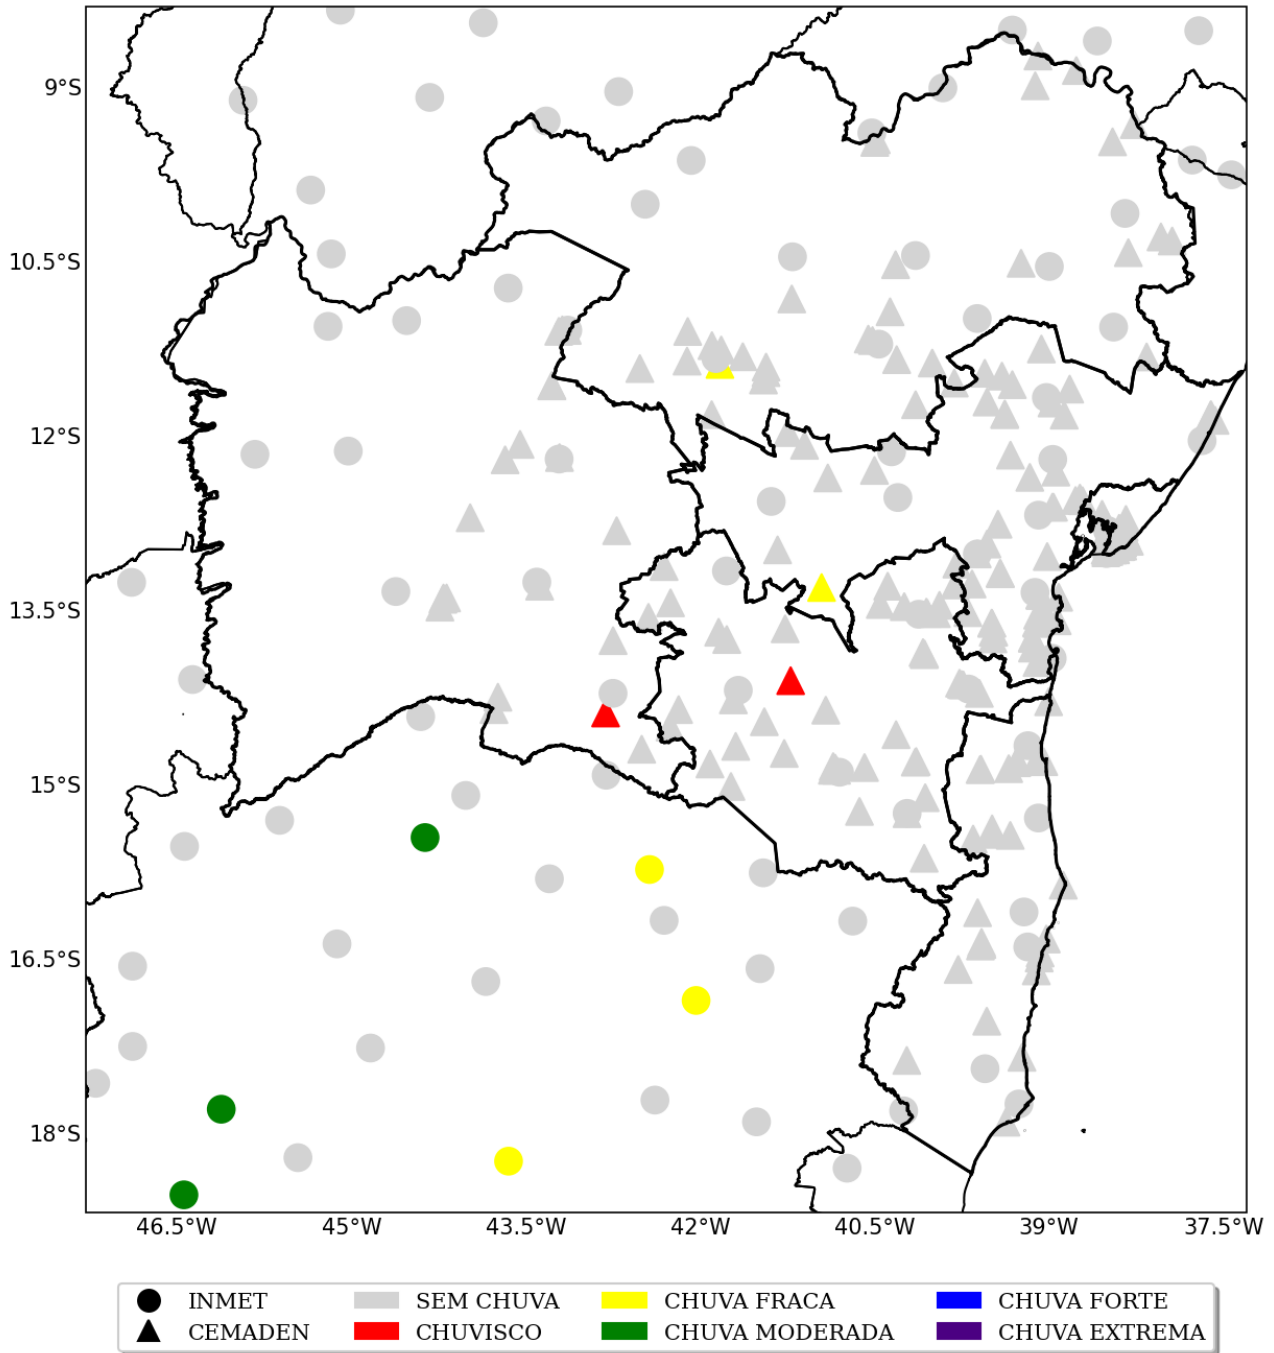 9°S
10.5°S
12°S
13.5°S
15°S
16.5°S
18°S
46.5°W 45°W 43.5°W 42°W 40.5°W 39°W 37.5°W
INMET SEM CHUVA CHUVA FRACA CHUVA FORTE
CEMADEN CHUVISCO CHUVA MODERADA CHUVA EXTREMA